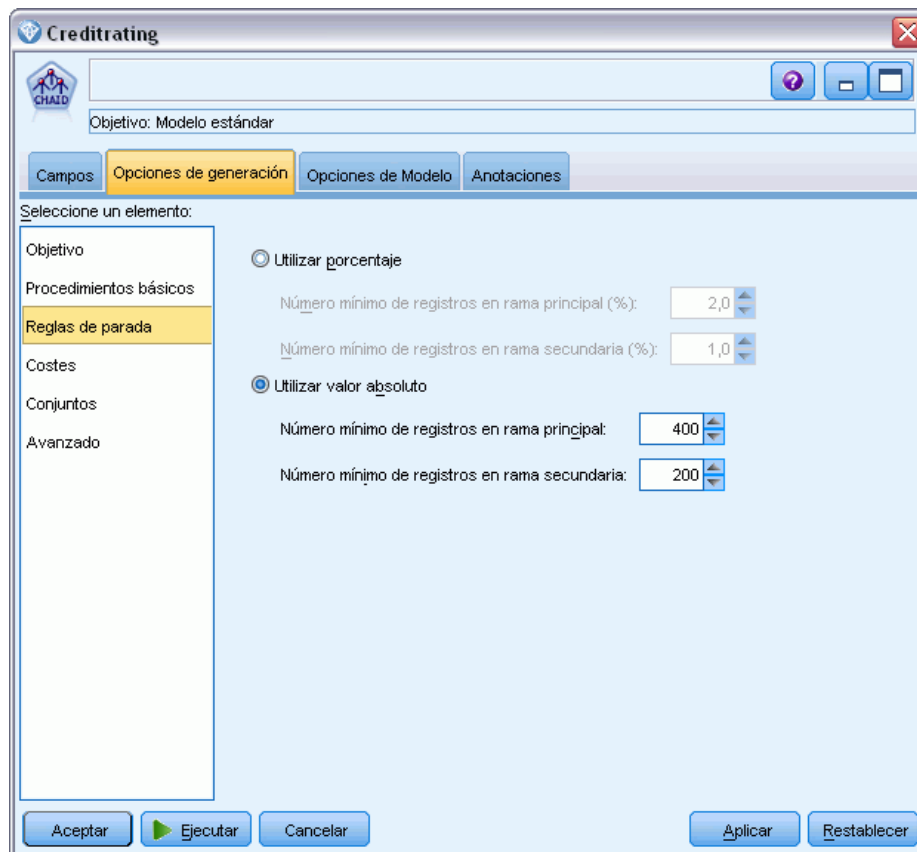 Creditrating
CHAID
Objetivo: Modelo estándar
Campos
Opciones de generación
Opciones de Modelo
Anotaciones
Seleccione un elemento:
Objetivo
Procedimientos básicos
Reglas de parada
Costes
Conjuntos
Avanzado
Utilizar porcentaje
Número mínimo de registros en rama principal (%): 2,0
Número mínimo de registros en rama secundaria (%): 1,0
Utilizar valor absoluto
Número mínimo de registros en rama principal: 400
Número mínimo de registros en rama secundaria: 200
Aceptar
Ejecutar
Cancelar
Aplicar
Restablecer